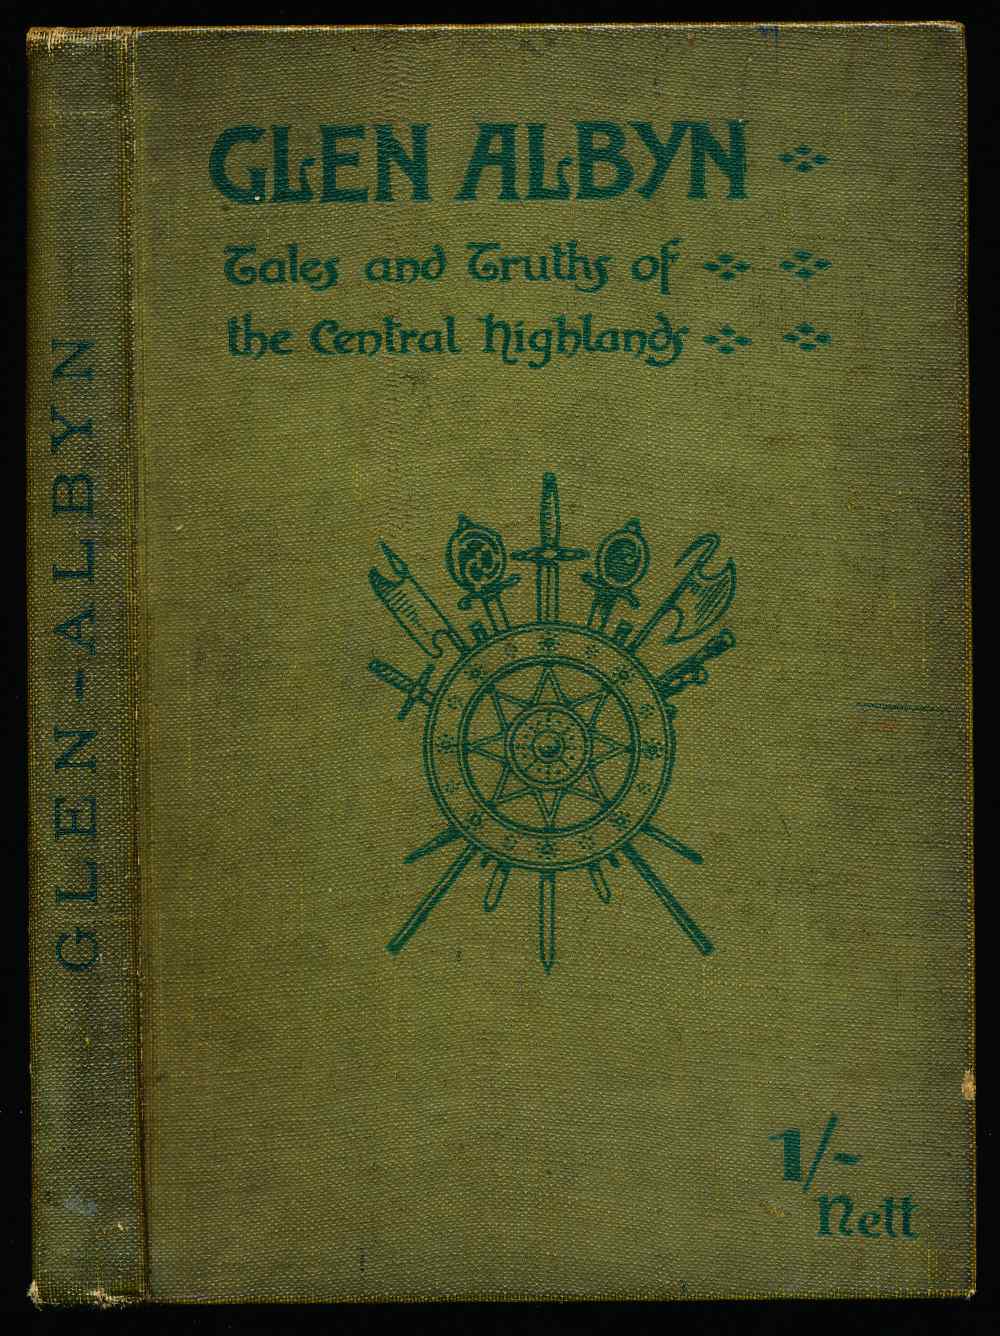 GLEN ALBYN
Tales and Truths of
the Central Highlands
1/-
Nett
GLEN-ALBYN